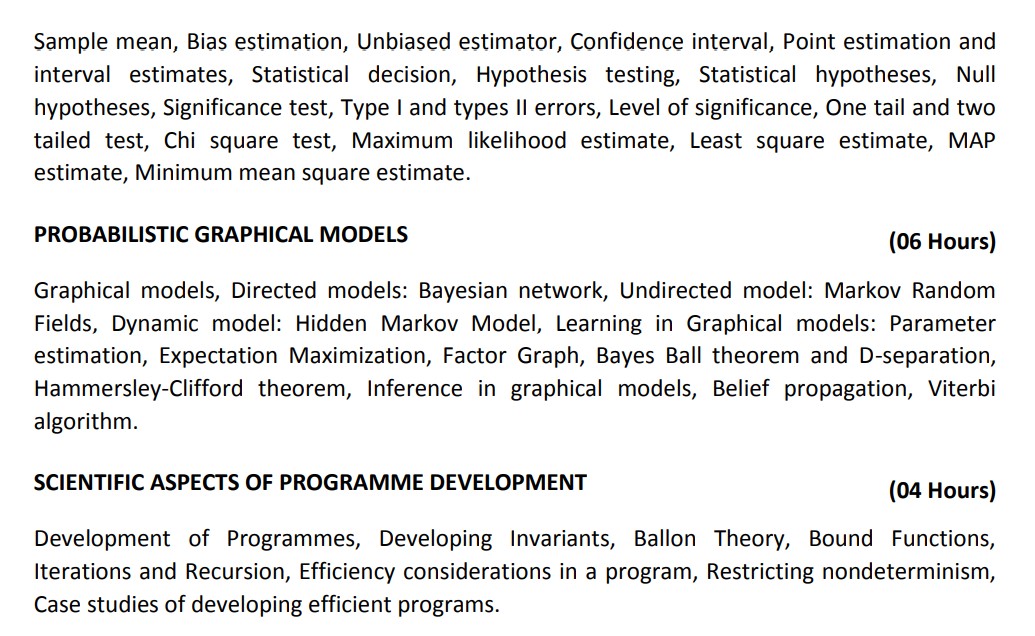 Sample mean, Bias estimation, Unbiased estimator, Confidence interval, Point estimation and
interval estimates, Statistical decision, Hypothesis testing, Statistical hypotheses, Null
hypotheses, Significance test, Type I and types II errors, Level of significance, One tail and two
tailed test, Chi square test, Maximum likelihood estimate, Least square estimate, MAP
estimate, Minimum mean square estimate.
PROBABILISTIC GRAPHICAL MODELS (06 Hours)
Graphical models, Directed models: Bayesian network, Undirected model: Markov Random
Fields, Dynamic model: Hidden Markov Model, Learning in Graphical models: Parameter
estimation, Expectation Maximization, Factor Graph, Bayes Ball theorem and D-separation,
Hammersley-Clifford theorem, Inference in graphical models, Belief propagation, Viterbi
algorithm.
SCIENTIFIC ASPECTS OF PROGRAMME DEVELOPMENT (04 Hours)
Development of Programmes, Developing Invariants, Ballon Theory, Bound Functions,
Iterations and Recursion, Efficiency considerations in a program, Restricting nondeterminism,
Case studies of developing efficient programs.